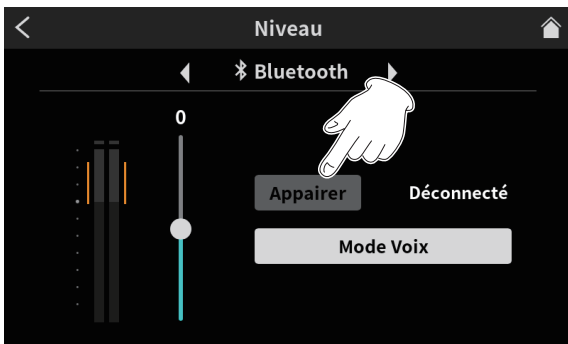 Niveau
Bluetooth
0
Appairer
Déconnecté
Mode Voix